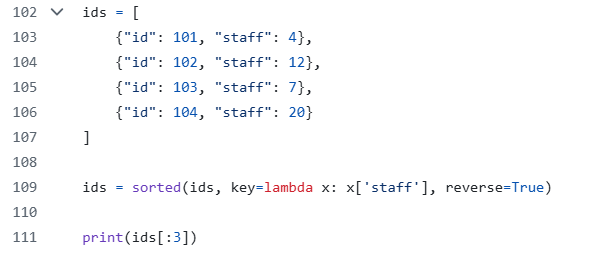 102 ids = [
103     {"id": 101, "staff": 4},
104     {"id": 102, "staff": 12},
105     {"id": 103, "staff": 7},
106     {"id": 104, "staff": 20}
107 ]
108
109 ids = sorted(ids, key=lambda x: x['staff'], reverse=True)
110
111 print(ids[:3])